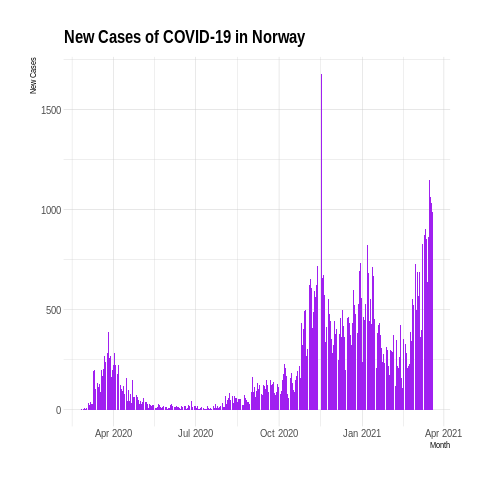 New Cases of COVID-19 in Norway
New Cases
1500
1000
500
0
Apr 2020 Jul 2020 Oct 2020 Jan 2021 Apr 2021
Month